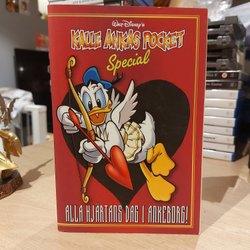 Walt Disney's
KALLE ANKAS POCKET
Special
ALLA HJÄRTANS DAG I ANKEBORG!